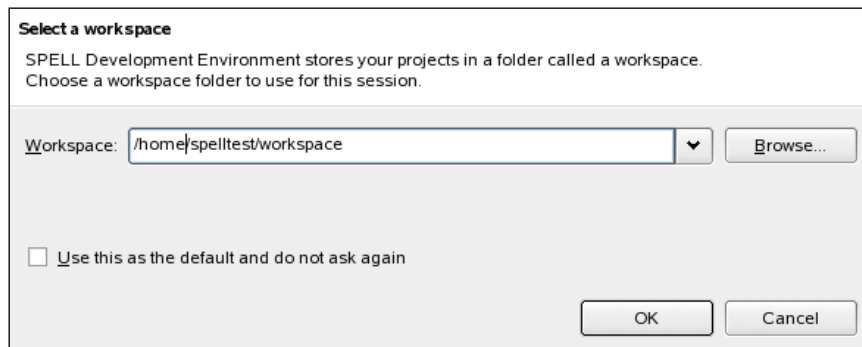 Select a workspace
SPELL Development Environment stores your projects in a folder called a workspace.
Choose a workspace folder to use for this session.
Workspace: /home/spelltest/workspace Browse...
Use this as the default and do not ask again
OK Cancel